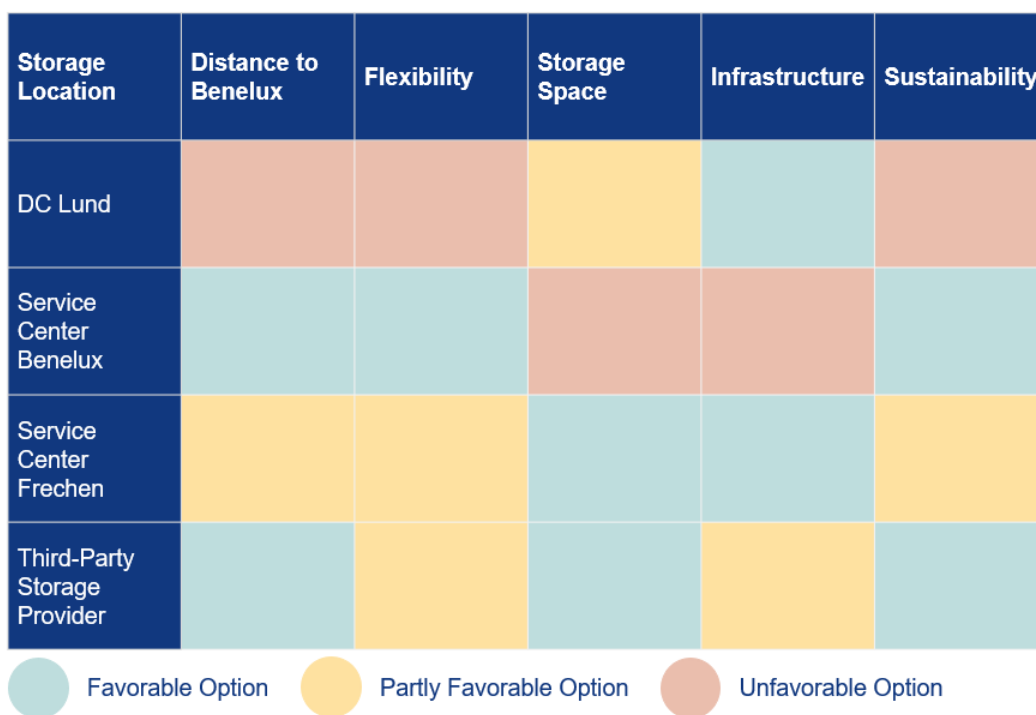 Storage
Location
Distance to
Benelux
Flexibility
Storage
Space
Infrastructure
Sustainability
DC Lund
Service
Center
Benelux
Service
Center
Frechen
Third-Party
Storage
Provider
Favorable Option
Partly Favorable Option
Unfavorable Option